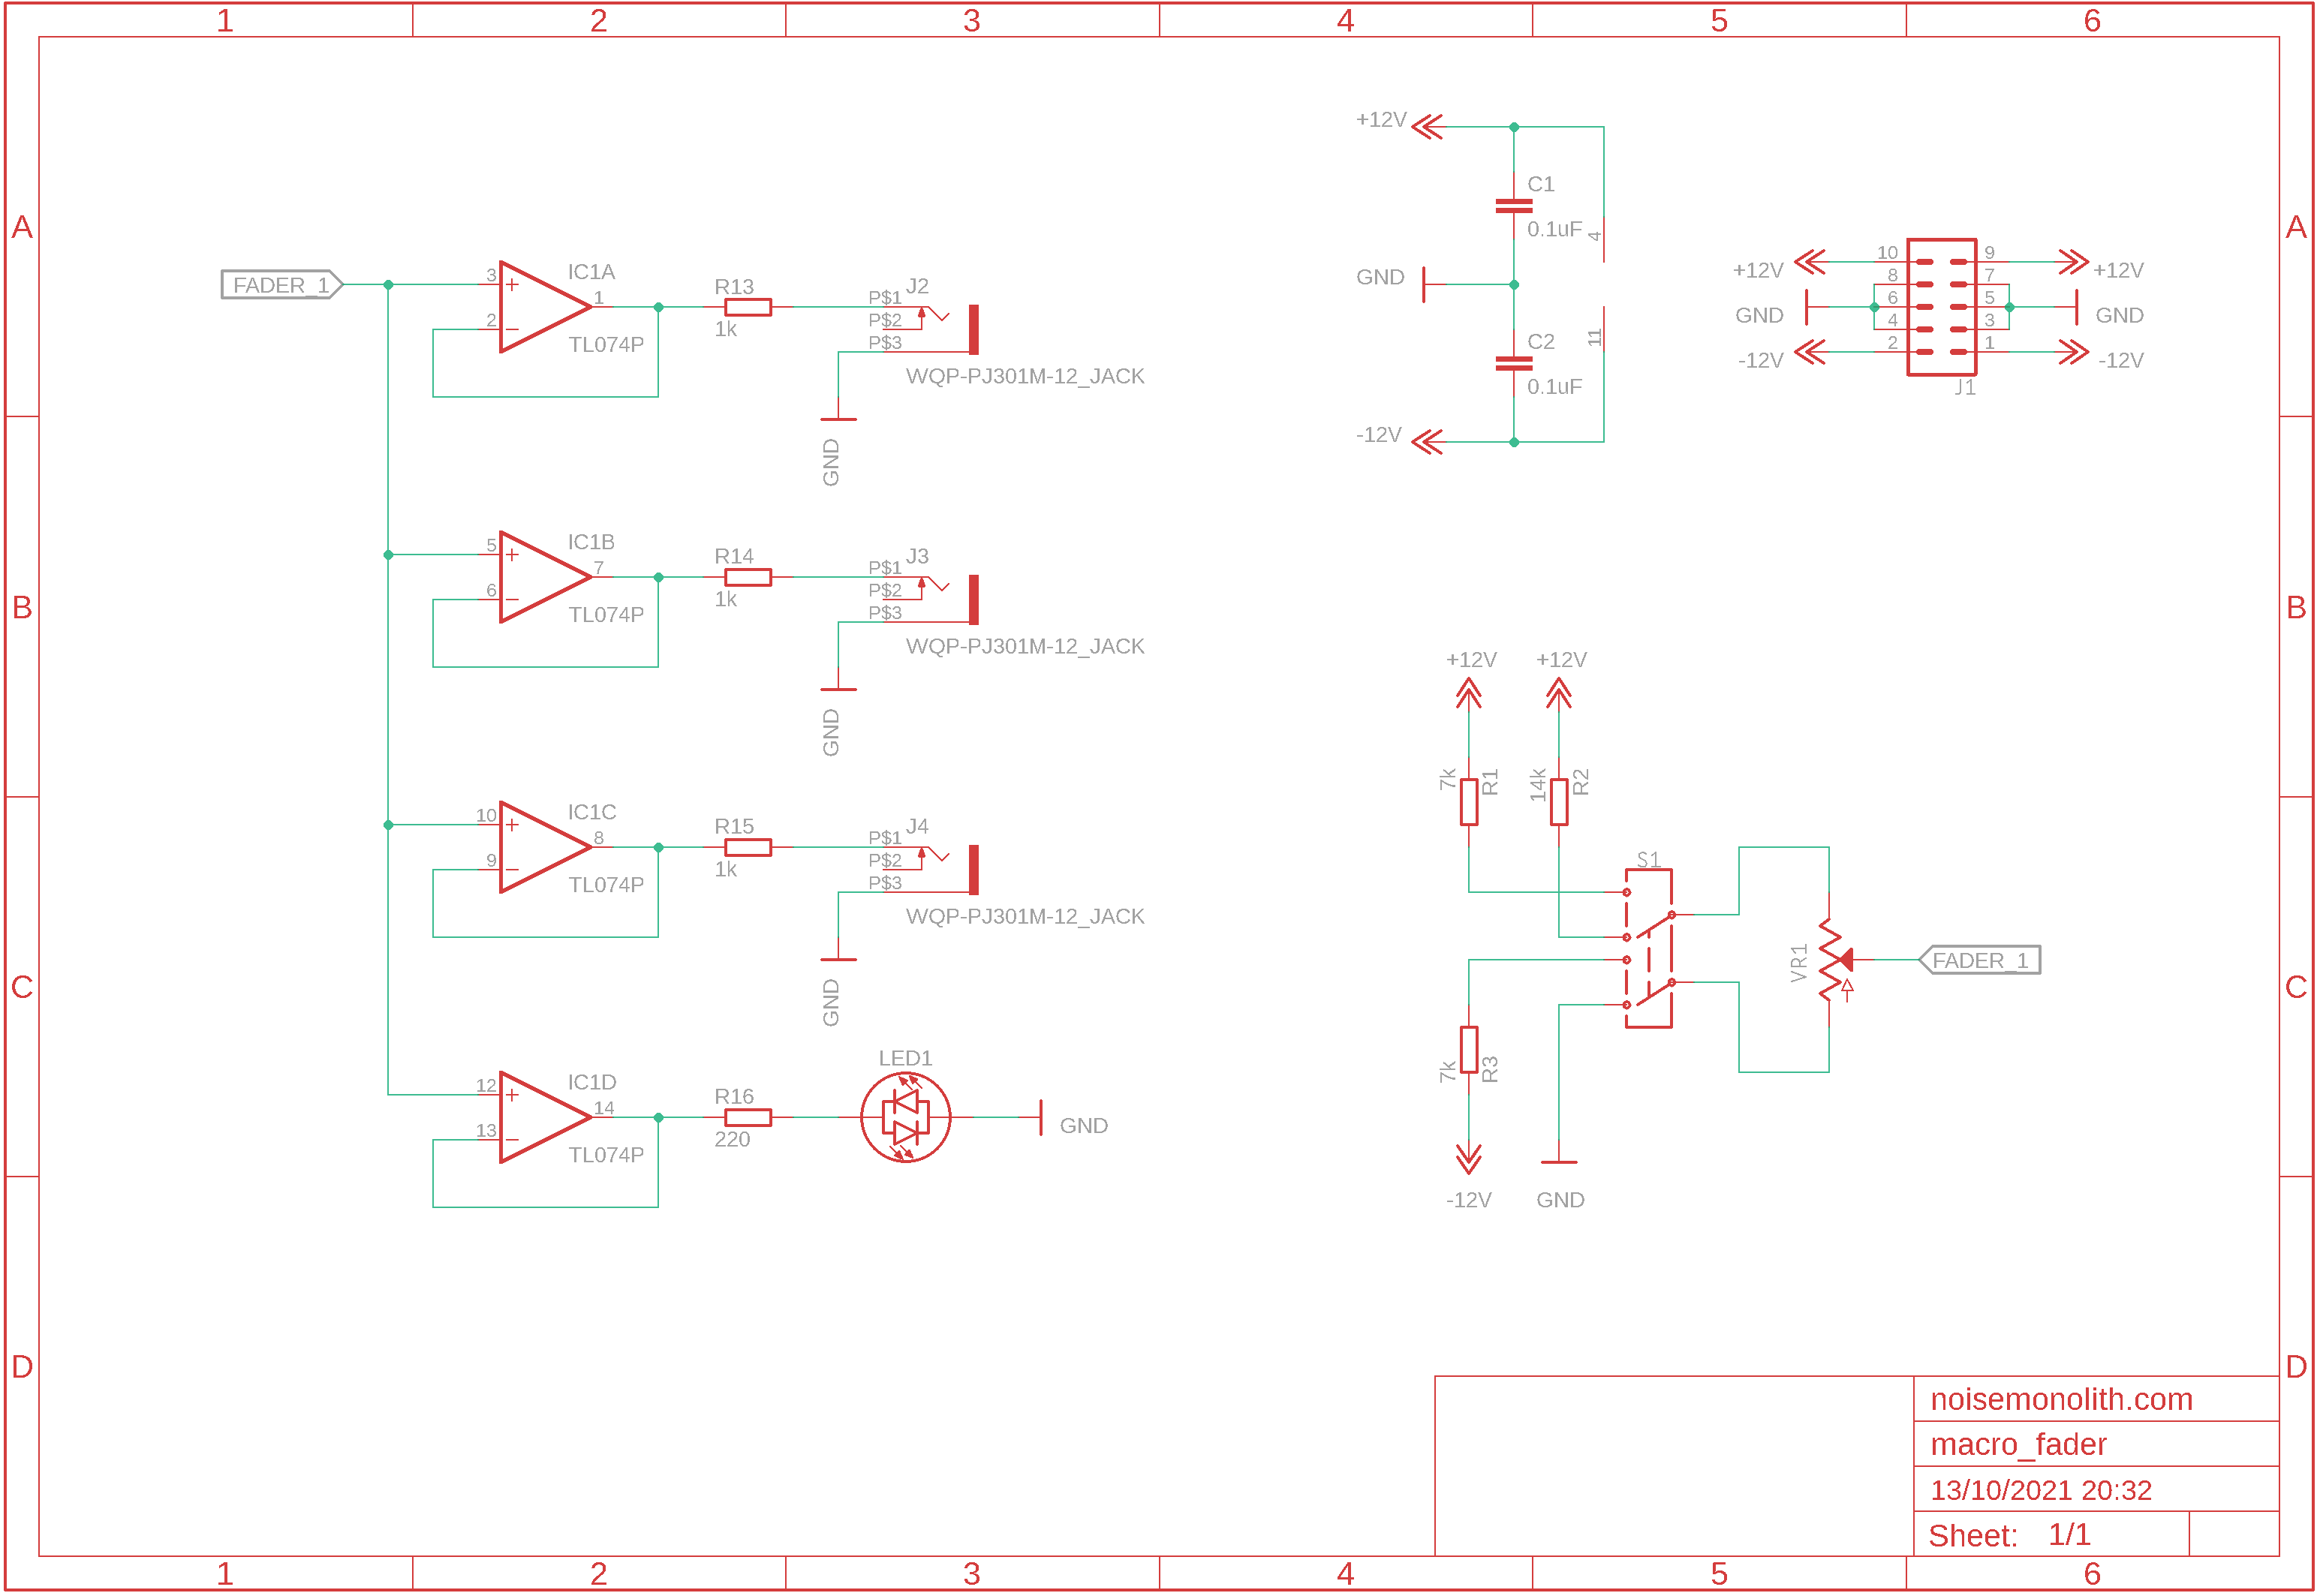 1 2 3 4 5 6
A A
+12V
C1
0.1uF
4
GND
C2
0.1uF
11
-12V
10 9
+12V 8 7 +12V
6 5
GND 4 3 GND
-12V 2 1 -12V
J1
FADER_1
3
2
IC1A
1
TL074P
R13
1k
P$1
P$2
P$3
J2
WQP-PJ301M-12_JACK
GND
B B
5
6
IC1B
7
TL074P
R14
1k
P$1
P$2
P$3
J3
WQP-PJ301M-12_JACK
GND
+12V +12V
7k R1
14k R2
S1
10
9
IC1C
8
TL074P
R15
1k
P$1
P$2
P$3
J4
WQP-PJ301M-12_JACK
GND
C C
VR1
FADER_1
7k R3
-12V GND
12
13
IC1D
14
TL074P
R16
220
LED1
GND
D D
noisemonolith.com
macro_fader
13/10/2021 20:32
Sheet: 1/1
1 2 3 4 5 6